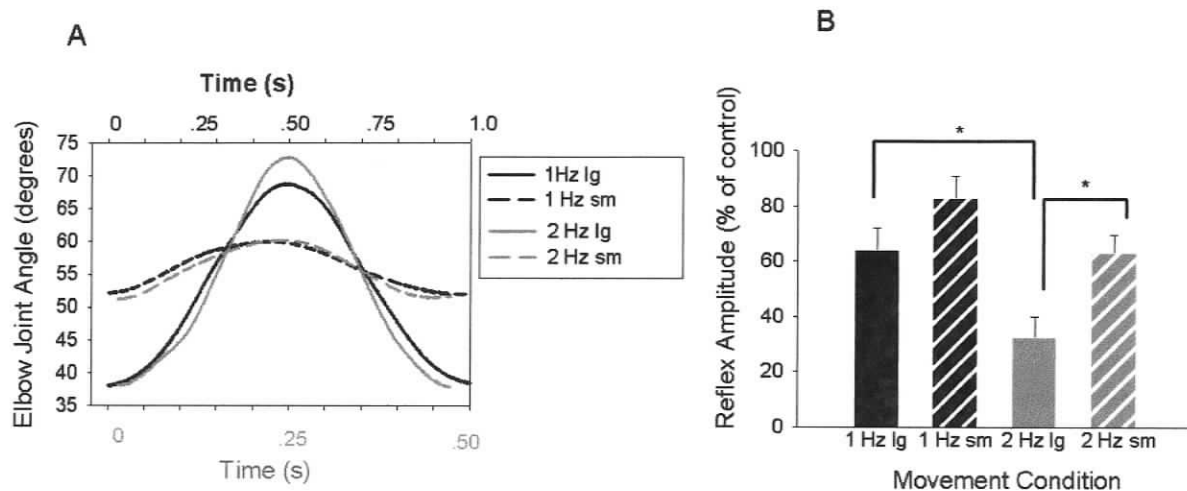 A
Time (s)
0 .25 .50 .75 1.0
Elbow Joint Angle (degrees)
75
70
65
60
55
50
45
40
35
0 .25 .50
Time (s)
1Hz lg
1 Hz sm
2 Hz lg
2 Hz sm
B
Reflex Amplitude (% of control)
100
80
60
40
20
0
*
*
1 Hz lg 1 Hz sm 2 Hz lg 2 Hz sm
Movement Condition